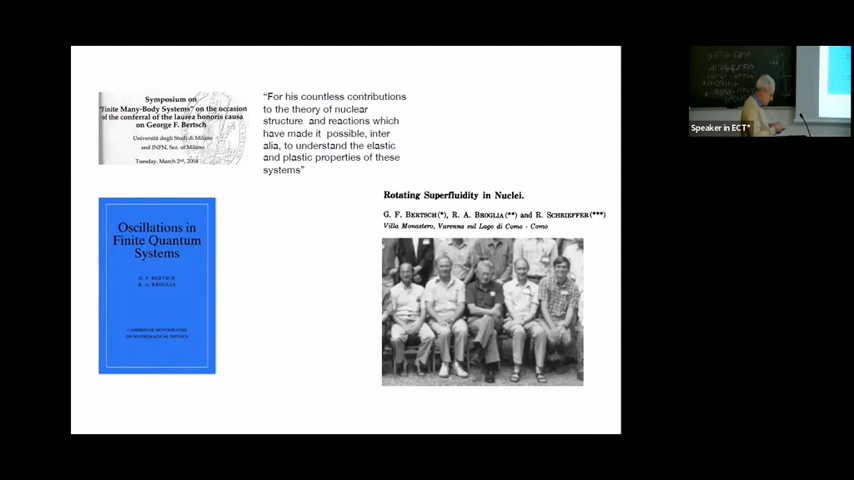 Symposium on
"Finite Many-Body Systems" on the occasion
of the conferral of the laurea honoris causa
on George F. Bertsch
Università degli Studi di Milano
and INFN, Sez. of Milano
Tuesday, March 2nd, 2004
“For his countless contributions
to the theory of nuclear
structure and reactions which
have made it possible, inter
alia, to understand the elastic
and plastic properties of these
systems”
Oscillations in
Finite Quantum
Systems
G. F. BERTSCH
R. A. BROGLIA
CAMBRIDGE MONOGRAPHS
ON MATHEMATICAL PHYSICS
Rotating Superfluidity in Nuclei.
G. F. BERTSCH(*), R. A. BROGLIA(**) and R. SCHRIEFFER(***)
Villa Monastero, Varenna sul Lago di Como - Como
Speaker in ECT*